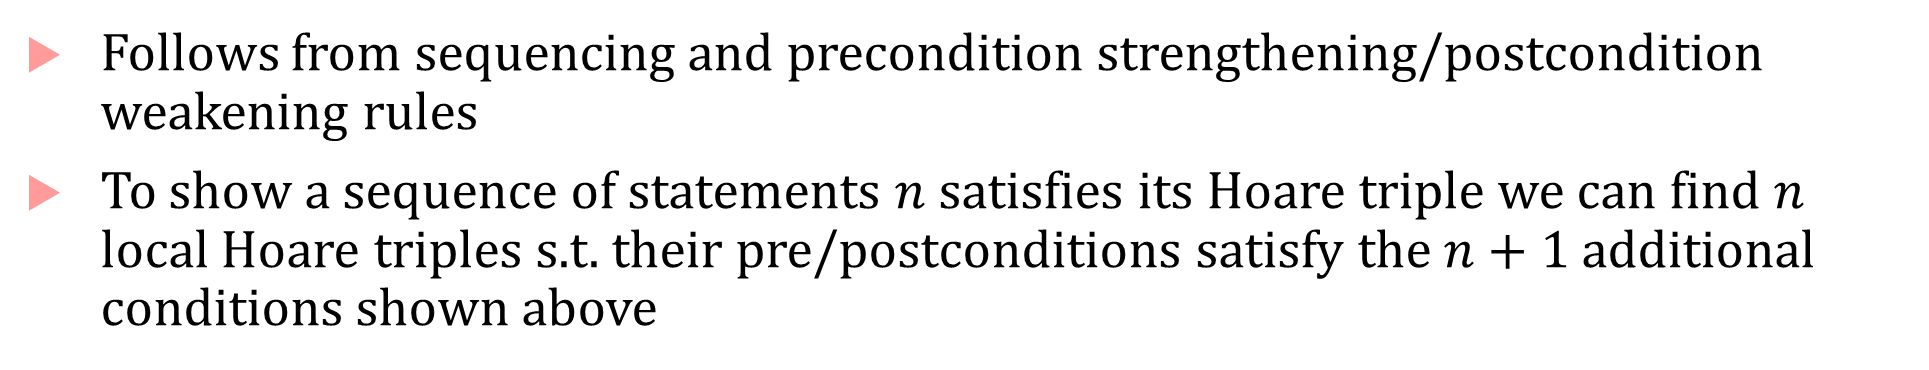 Follows from sequencing and precondition strengthening/postcondition
weakening rules
To show a sequence of statements n satisfies its Hoare triple we can find n
local Hoare triples s.t. their pre/postconditions satisfy the n + 1 additional
conditions shown above